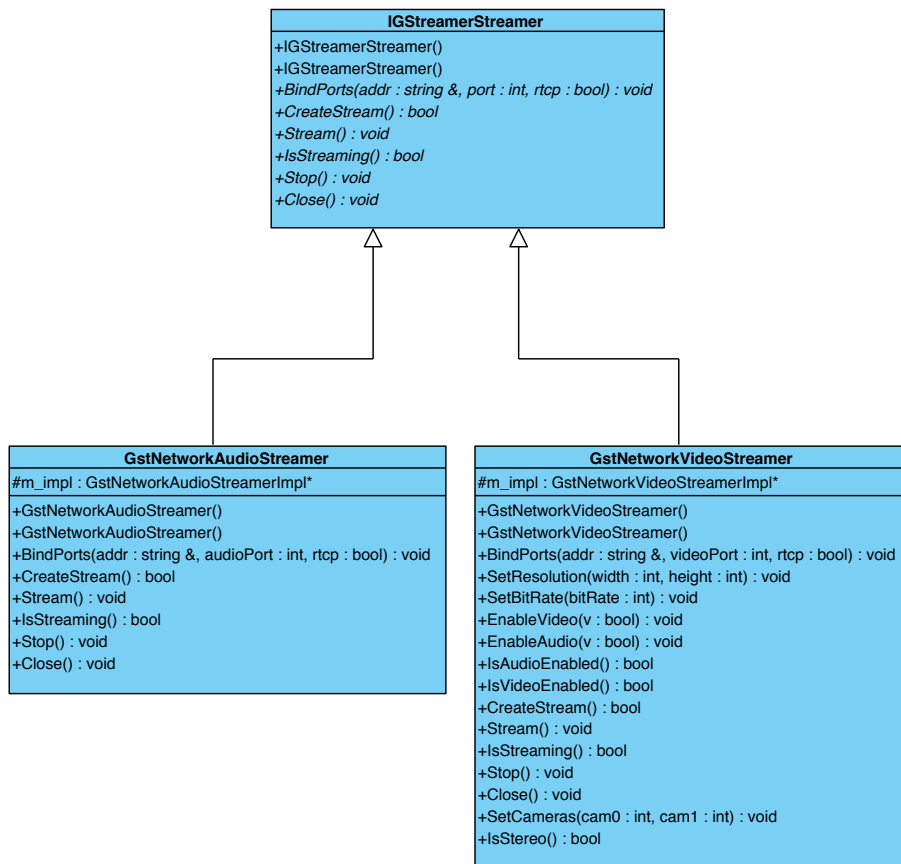 IGStreamerStreamer
+IGStreamerStreamer()
+IGStreamerStreamer()
+BindPorts(addr : string &, port : int, rtcp : bool) : void
+CreateStream() : bool
+Stream() : void
+IsStreaming() : bool
+Stop() : void
+Close() : void
GstNetworkAudioStreamer
#m_impl : GstNetworkAudioStreamerImpl*
+GstNetworkAudioStreamer()
+GstNetworkAudioStreamer()
+BindPorts(addr : string &, audioPort : int, rtcp : bool) : void
+CreateStream() : bool
+Stream() : void
+IsStreaming() : bool
+Stop() : void
+Close() : void
GstNetworkVideoStreamer
#m_impl : GstNetworkVideoStreamerImpl*
+GstNetworkVideoStreamer()
+GstNetworkVideoStreamer()
+BindPorts(addr : string &, videoPort : int, rtcp : bool) : void
+SetResolution(width : int, height : int) : void
+SetBitRate(bitRate : int) : void
+EnableVideo(v : bool) : void
+EnableAudio(v : bool) : void
+IsAudioEnabled() : bool
+IsVideoEnabled() : bool
+CreateStream() : bool
+Stream() : void
+IsStreaming() : bool
+Stop() : void
+Close() : void
+SetCameras(cam0 : int, cam1 : int) : void
+IsStereo() : bool